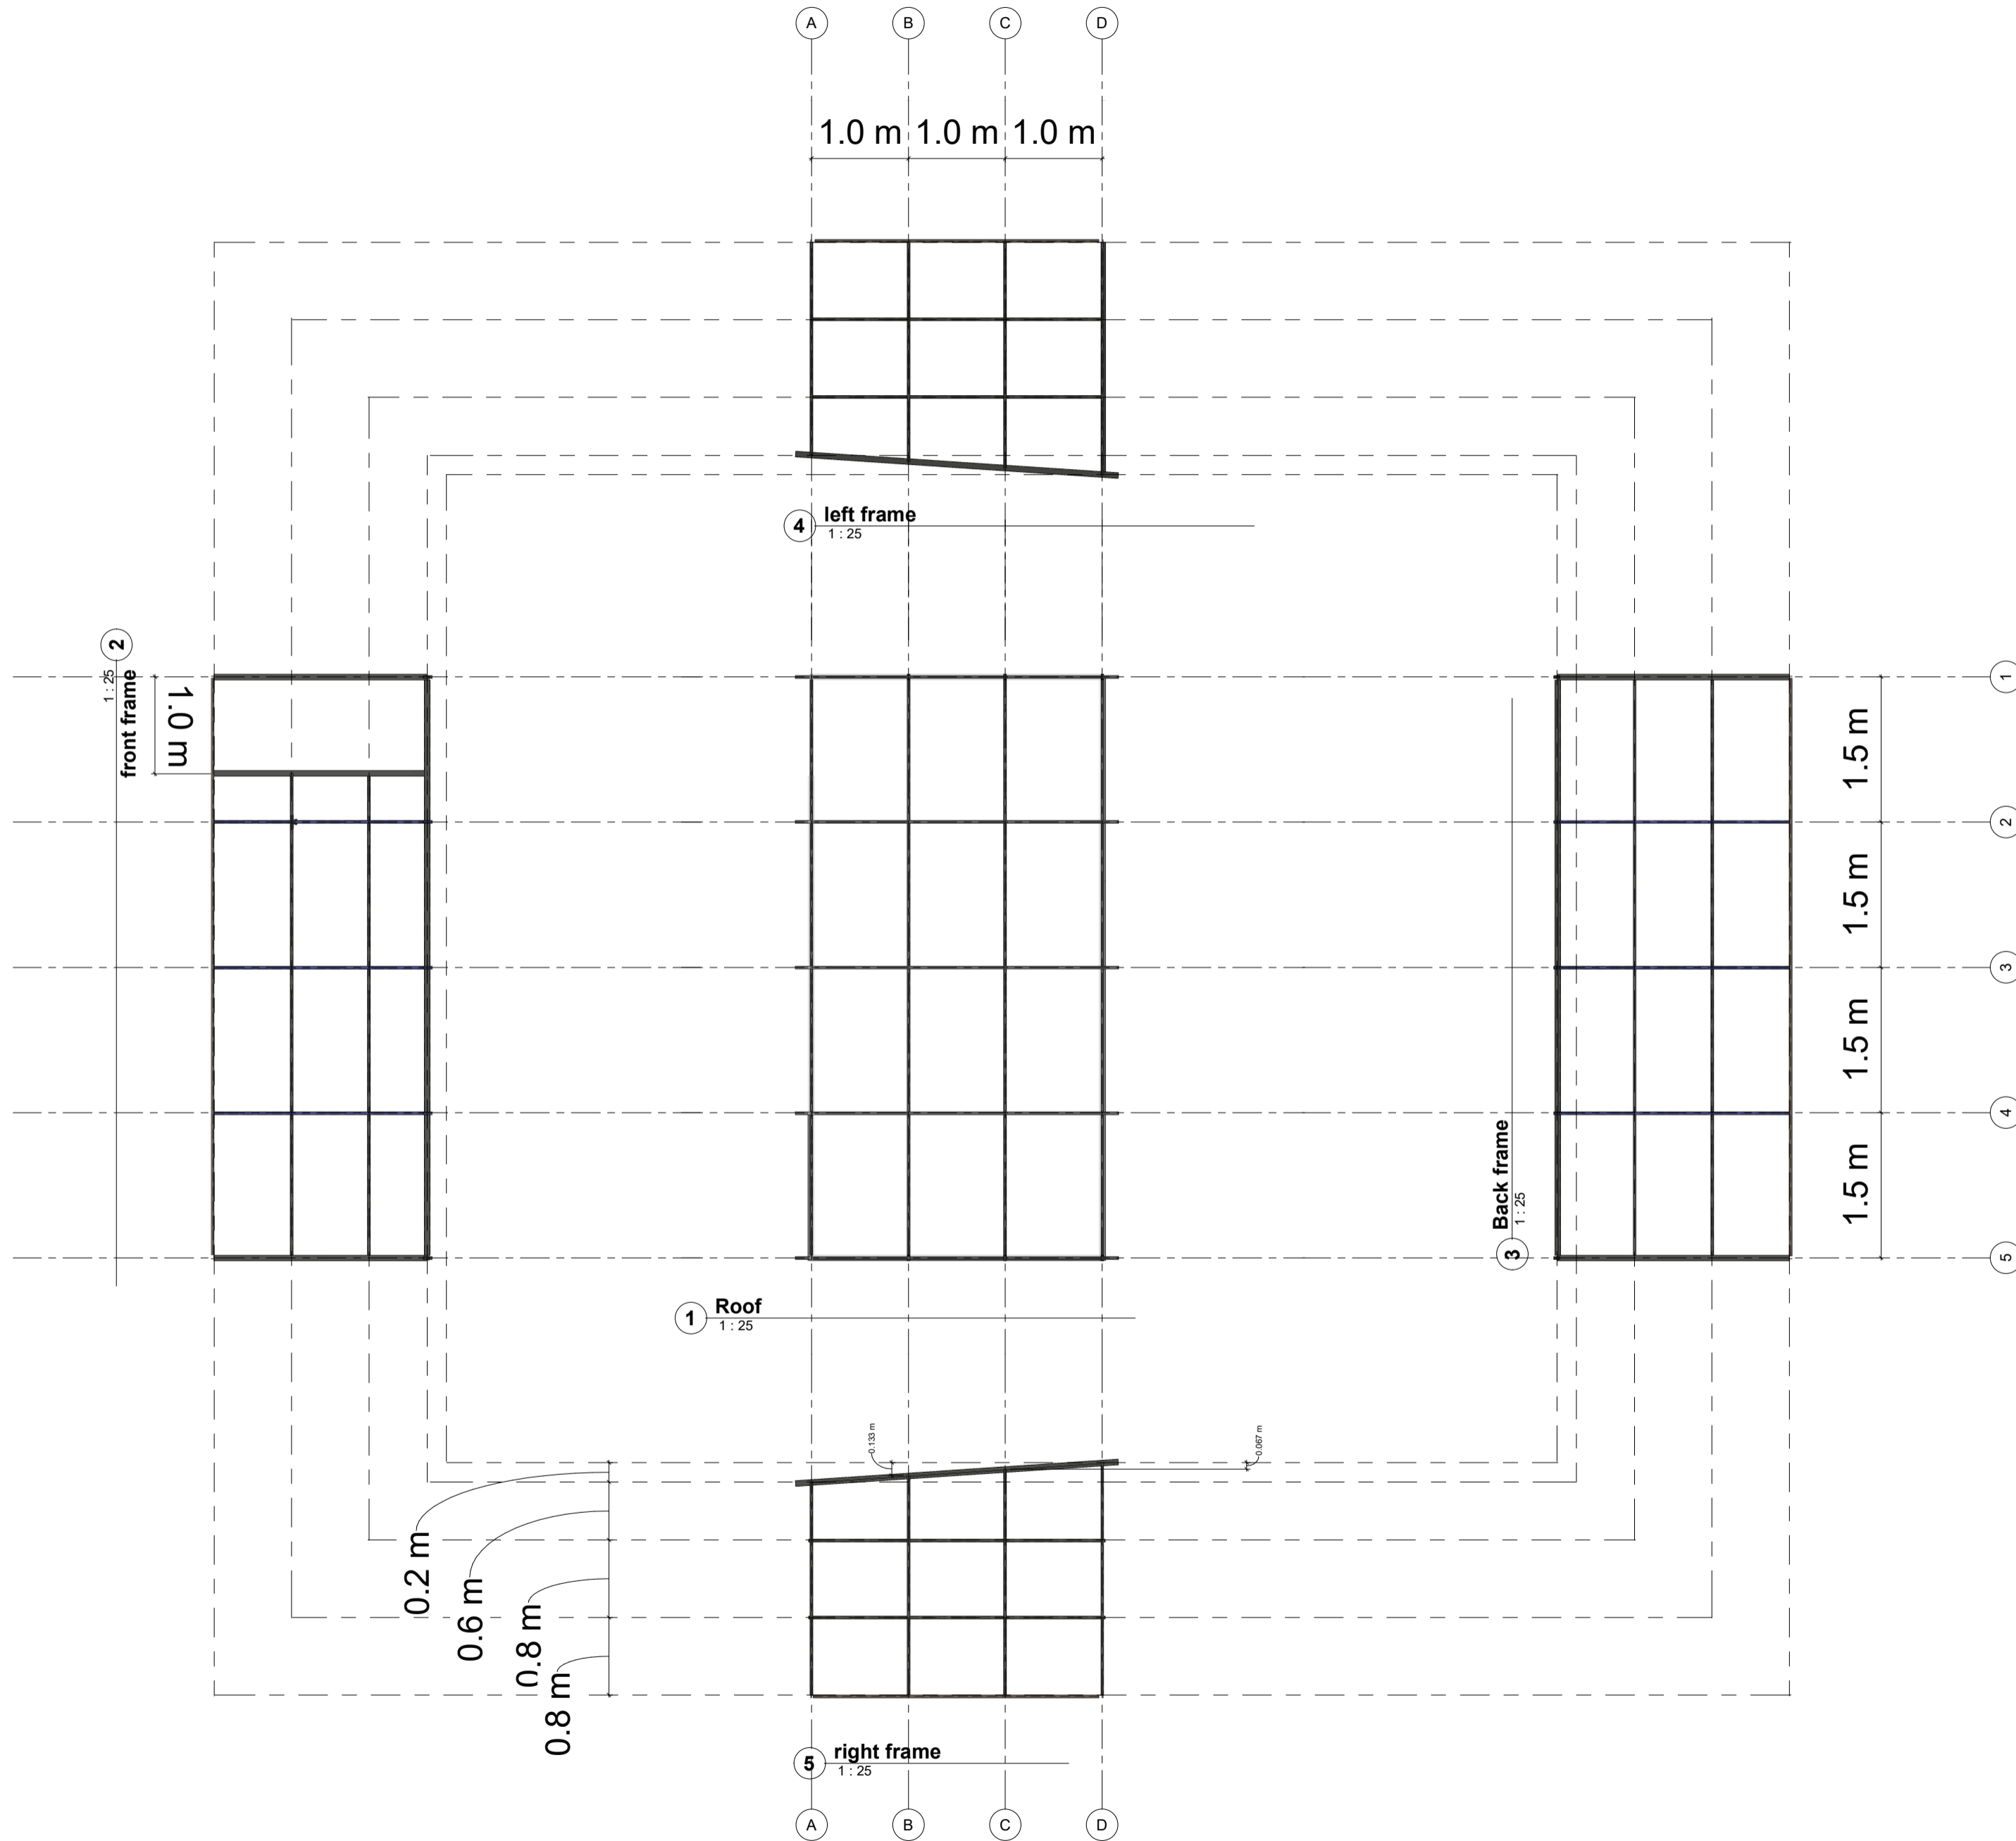 A B C D
1.0 m 1.0 m 1.0 m
4 left frame
1 : 25
2 front frame
1 : 25
1.0 m
1
1.5 m
2
1.5 m
3
1.5 m
4
1.5 m
5
3 Back frame
1 : 25
1 Roof
1 : 25
0.133 m
0.067 m
0.2 m
0.6 m
0.8 m
0.8 m
5 right frame
1 : 25
A B C D